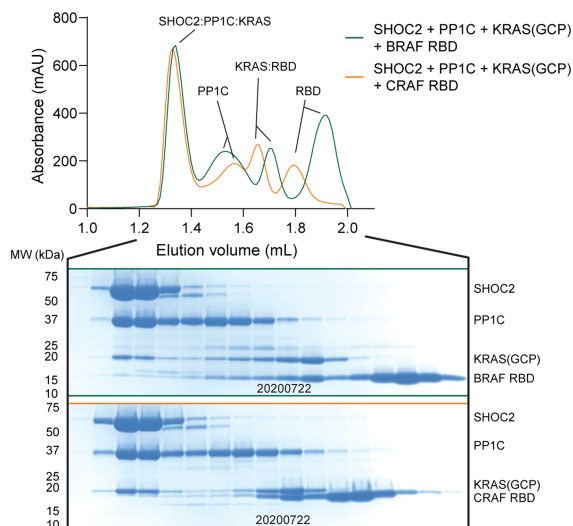 SHOC2:PP1C:KRAS
SHOC2 + PP1C + KRAS(GCP)
+ BRAF RBD
SHOC2 + PP1C + KRAS(GCP)
+ CRAF RBD
KRAS:RBD
PP1C
RBD
Absorbance (mAU)
800
600
400
200
0
1.0
1.2
1.4
1.6
1.8
2.0
Elution volume (mL)
MW (kDa)
75
50
37
25
20
15
10
SHOC2
PP1C
KRAS(GCP)
BRAF RBD
20200722
75
50
37
25
20
15
10
SHOC2
PP1C
KRAS(GCP)
CRAF RBD
20200722